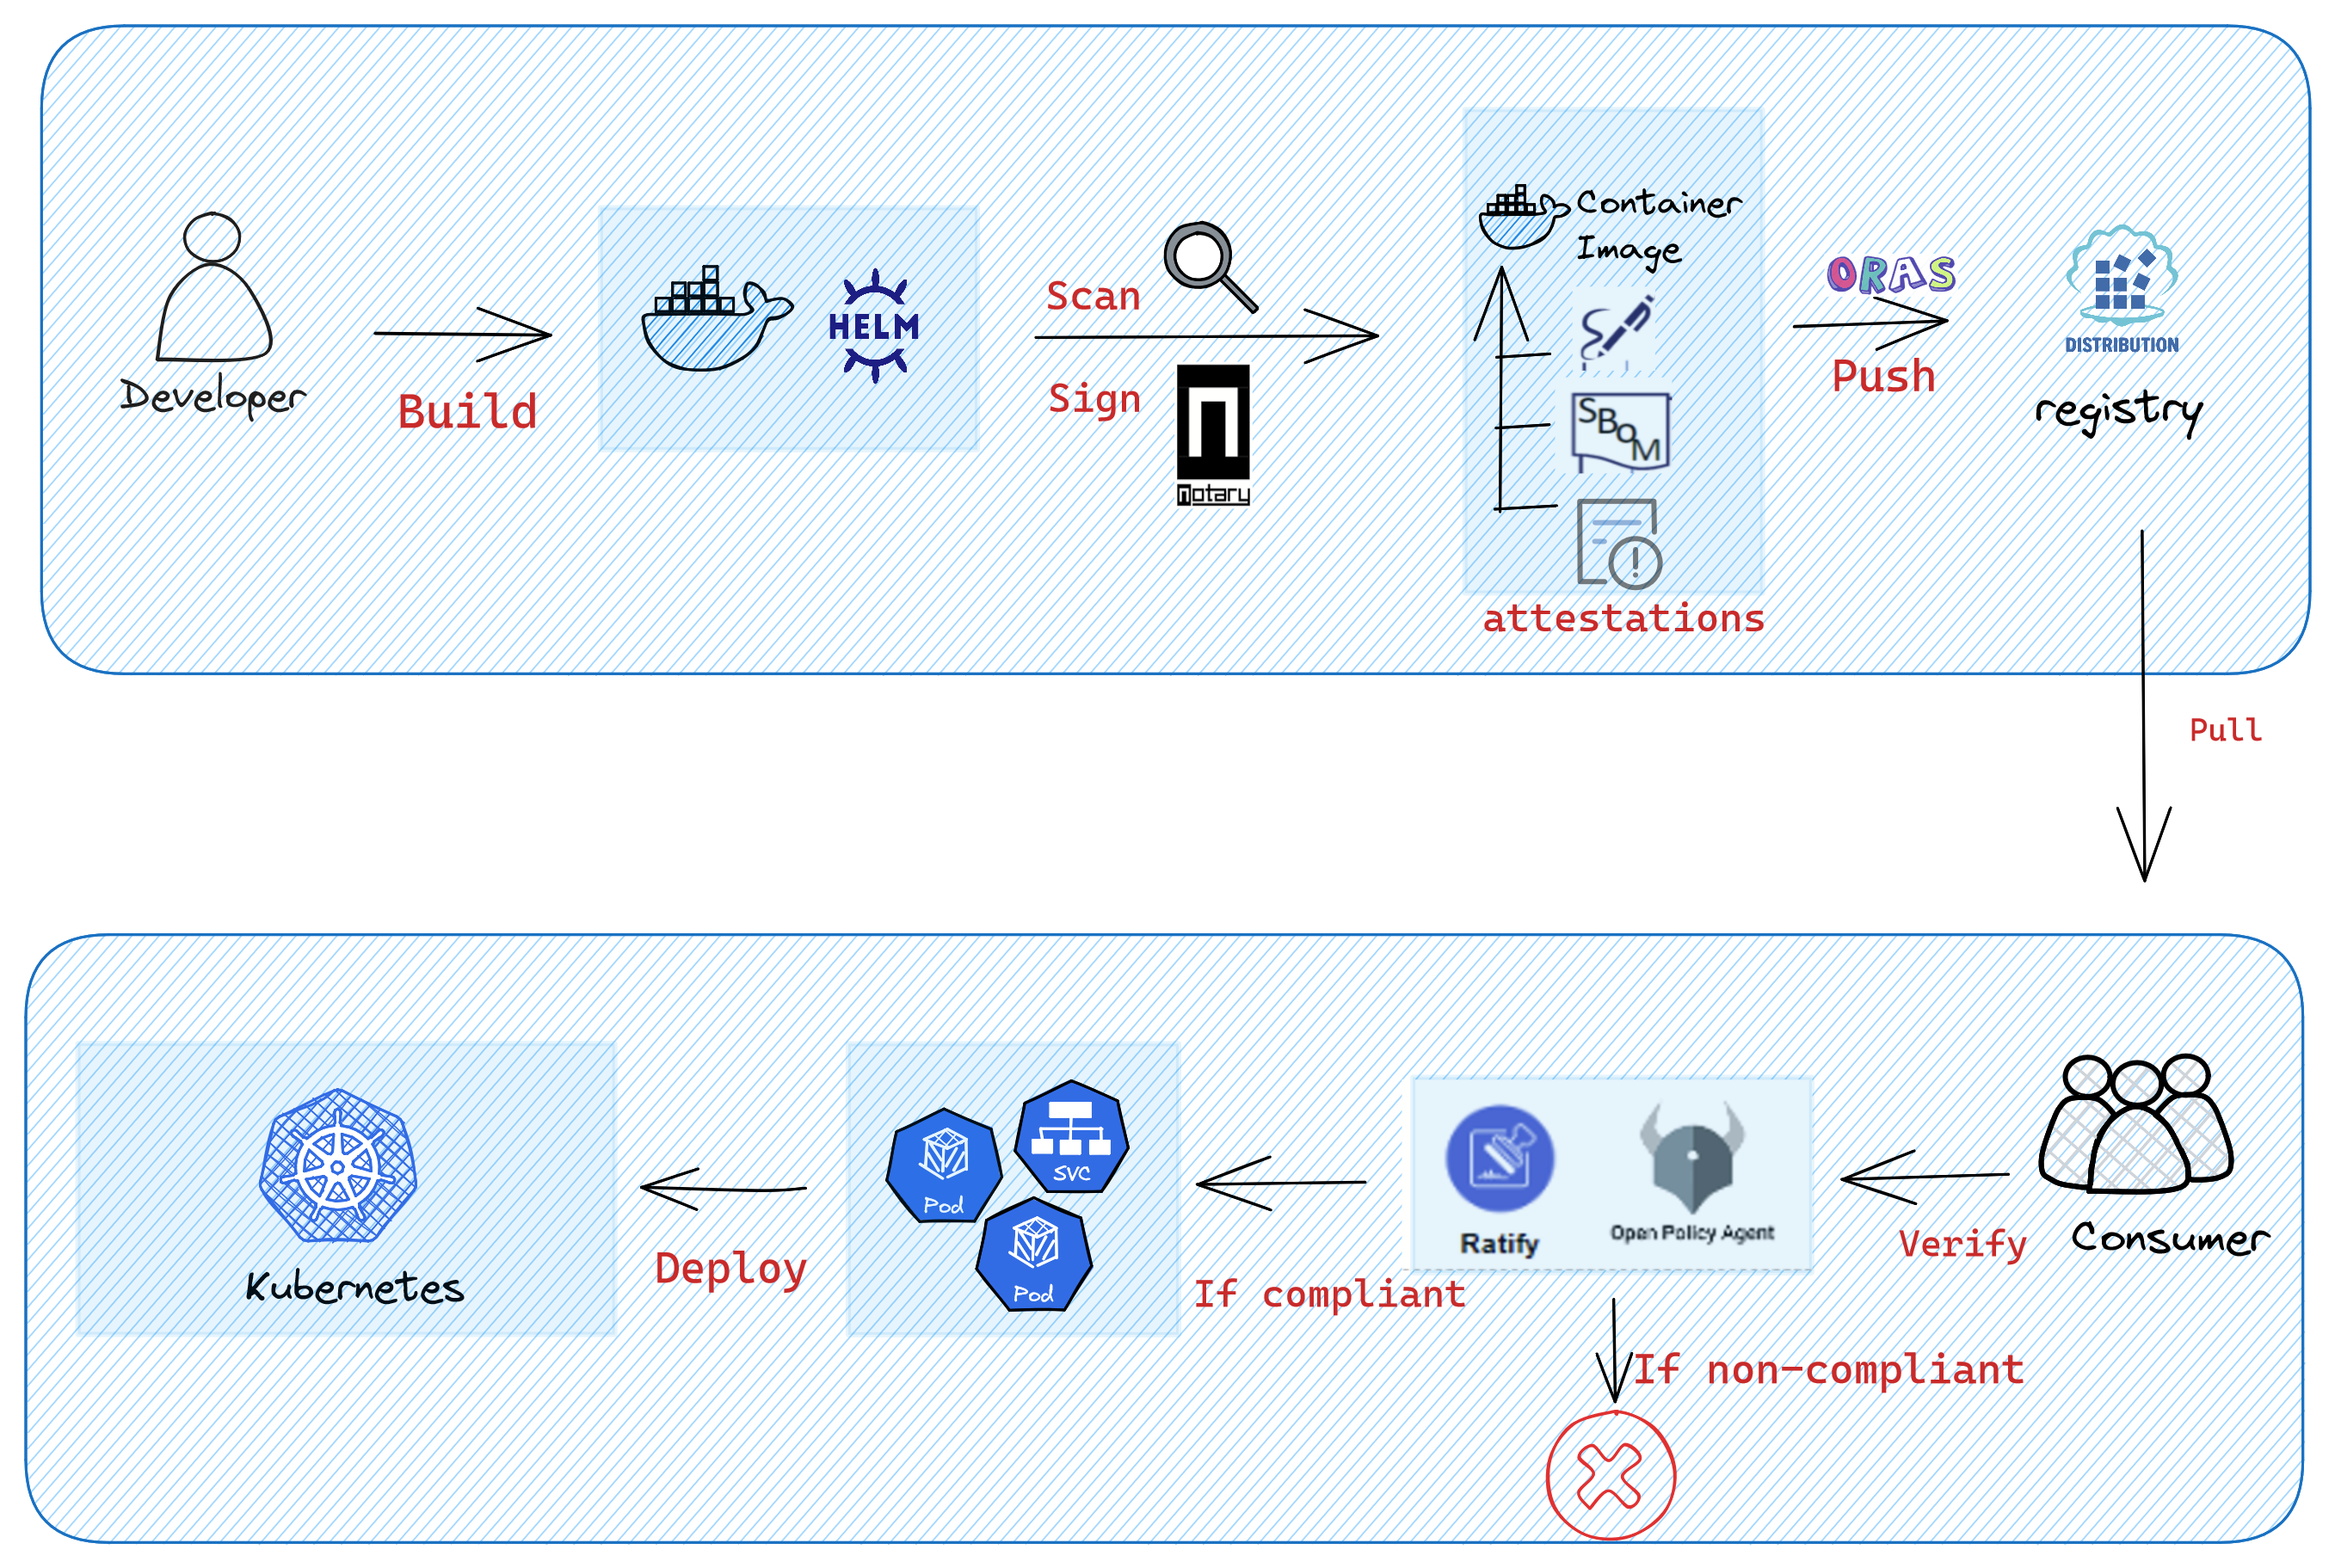 Developer
Build
HELM
Scan
Sign
notary
Container
Image
SBOM
attestations
ORAS
Push
DISTRIBUTION
registry
Pull
Consumer
Verify
Ratify
Open Policy Agent
If compliant
If non-compliant
Pod
SVC
Pod
Deploy
Kubernetes